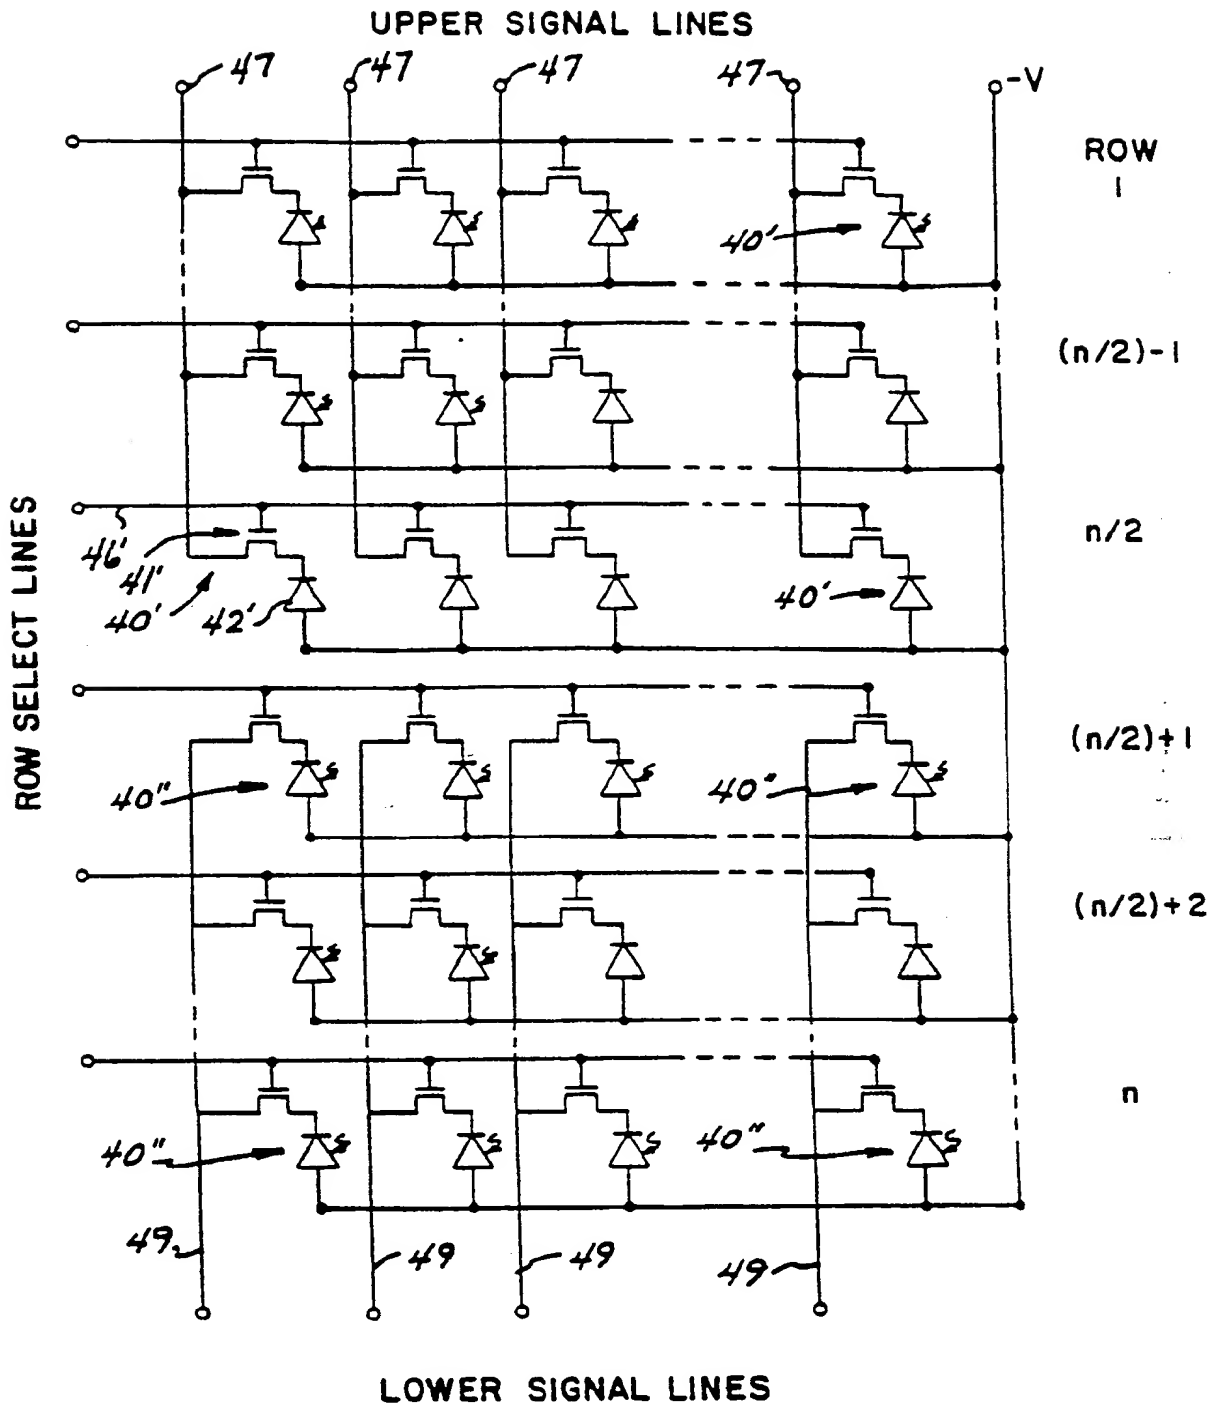 UPPER SIGNAL LINES
47 47 47 47 -V
ROW
1
40'
(n/2)-1
n/2
46'
41'
40' 42' 40'
ROW SELECT LINES
(n/2)+1
40" 40"
(n/2)+2
n
40" 40"
49 49 49 49
LOWER SIGNAL LINES